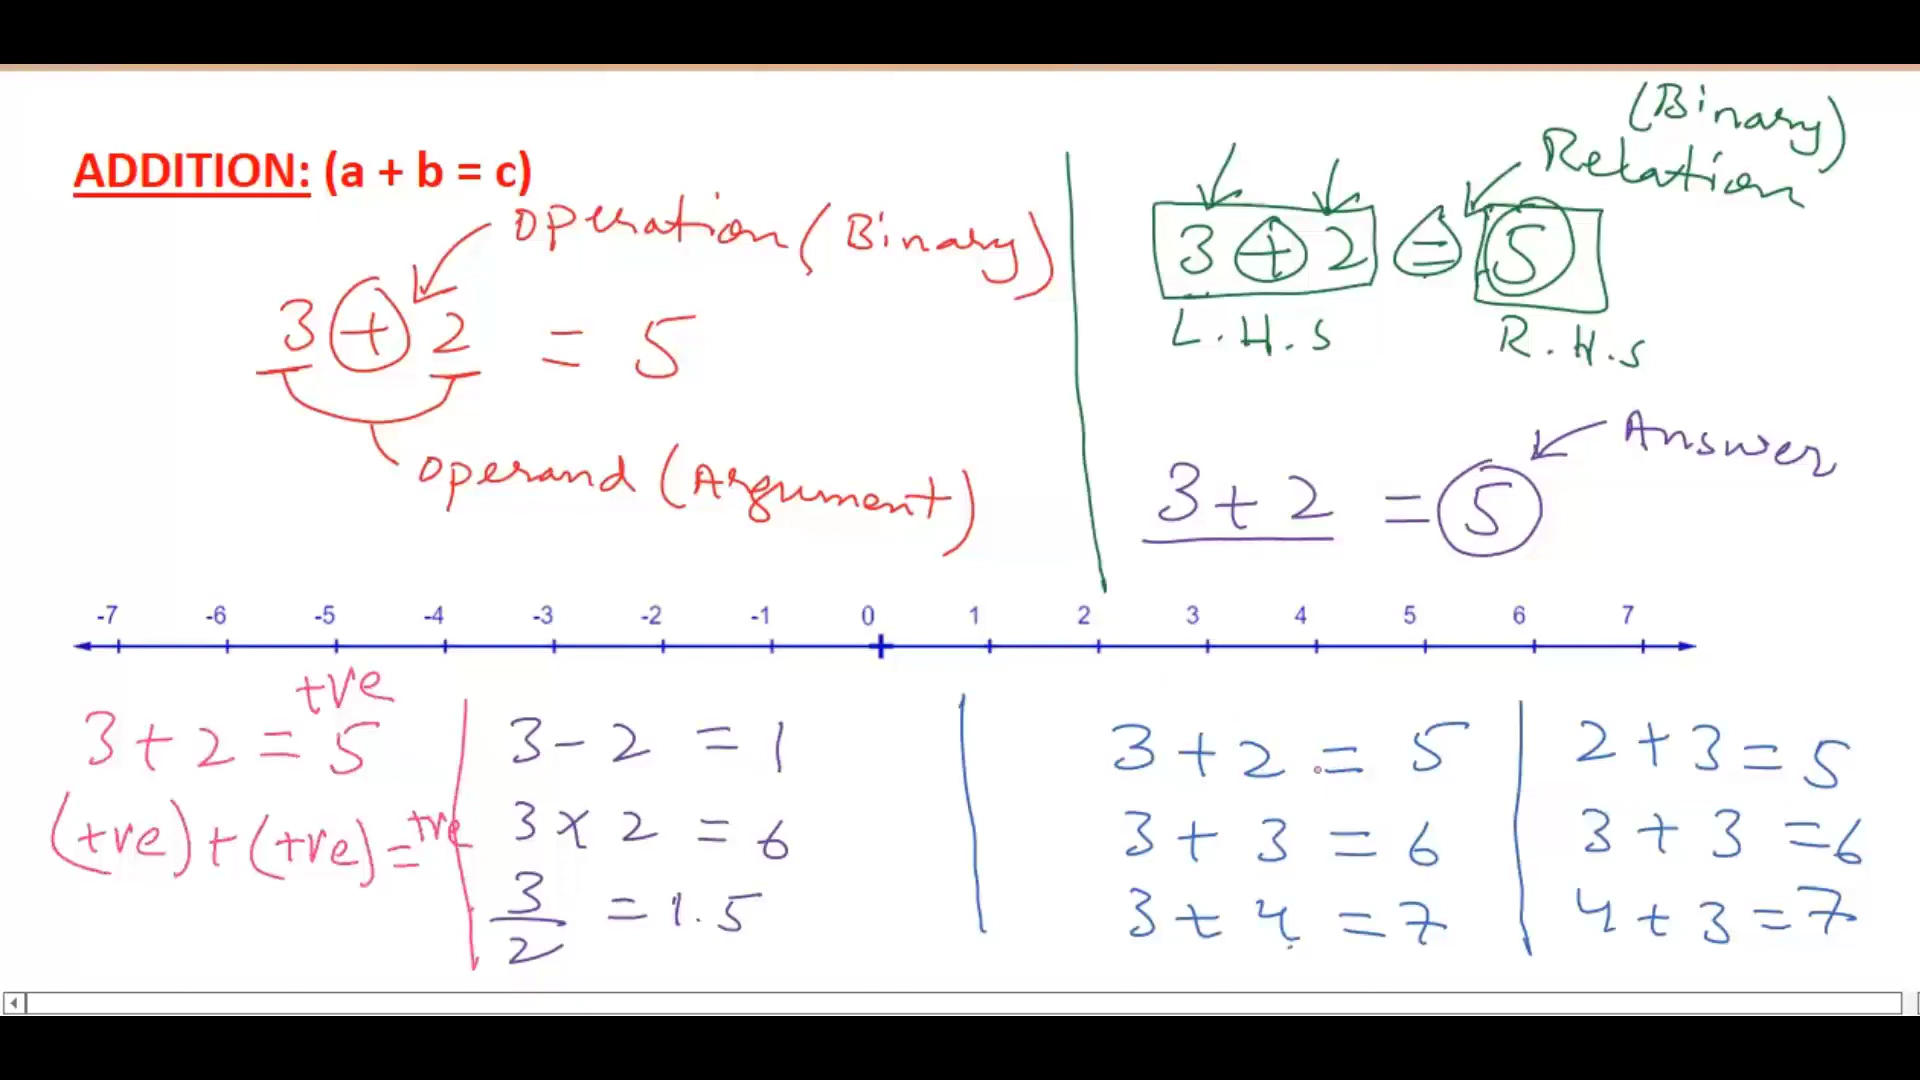 ADDITION: (a + b = c)
operation (Binary)
3 + 2 = 5
operand (Argument)
(Binary)
Relation
3 + 2 = 5
L.H.S R.H.S
Answer
3 + 2 = 5
-7 -6 -5 -4 -3 -2 -1 0 1 2 3 4 5 6 7
+ve
3 + 2 = 5
(+ve) + (+ve) = +ve
3 - 2 = 1
3 x 2 = 6
3/2 = 1.5
3 + 2 = 5
3 + 3 = 6
3 + 4 = 7
2 + 3 = 5
3 + 3 = 6
4 + 3 = 7